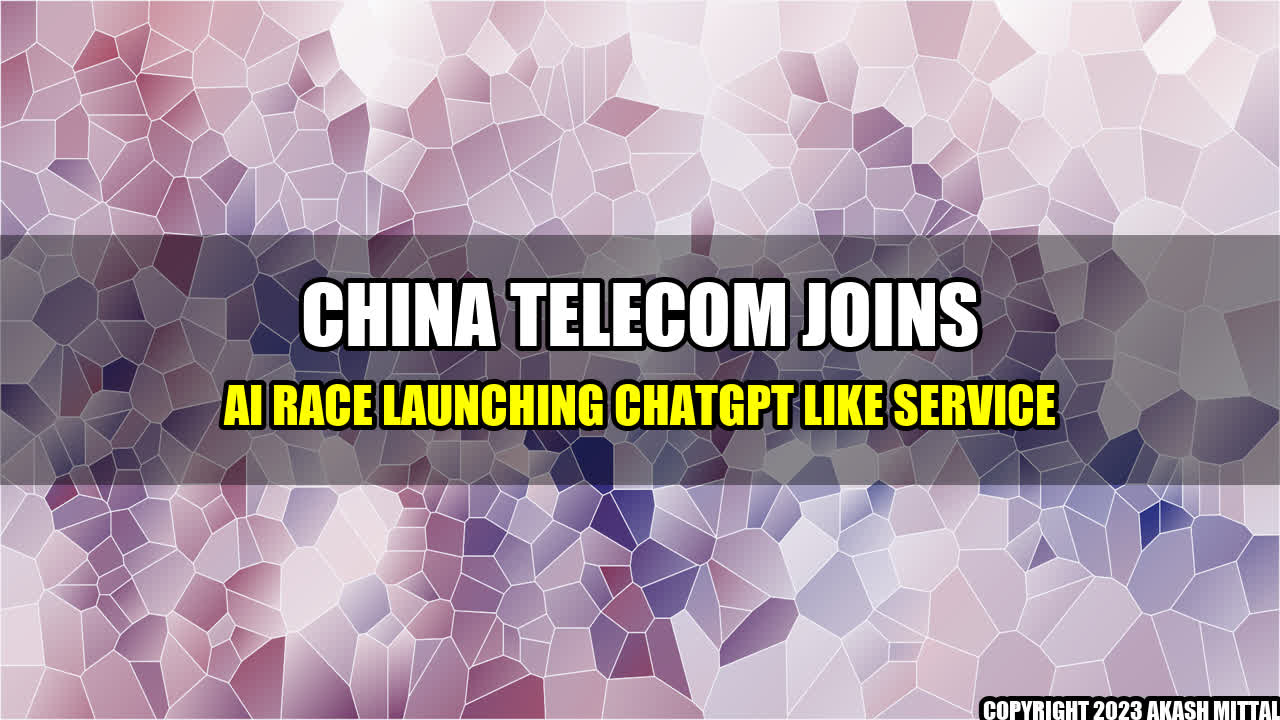 CHINA TELECOM JOINS
AI RACE LAUNCHING CHATGPT LIKE SERVICE
COPYRIGHT 2023 AKASH MITTAL